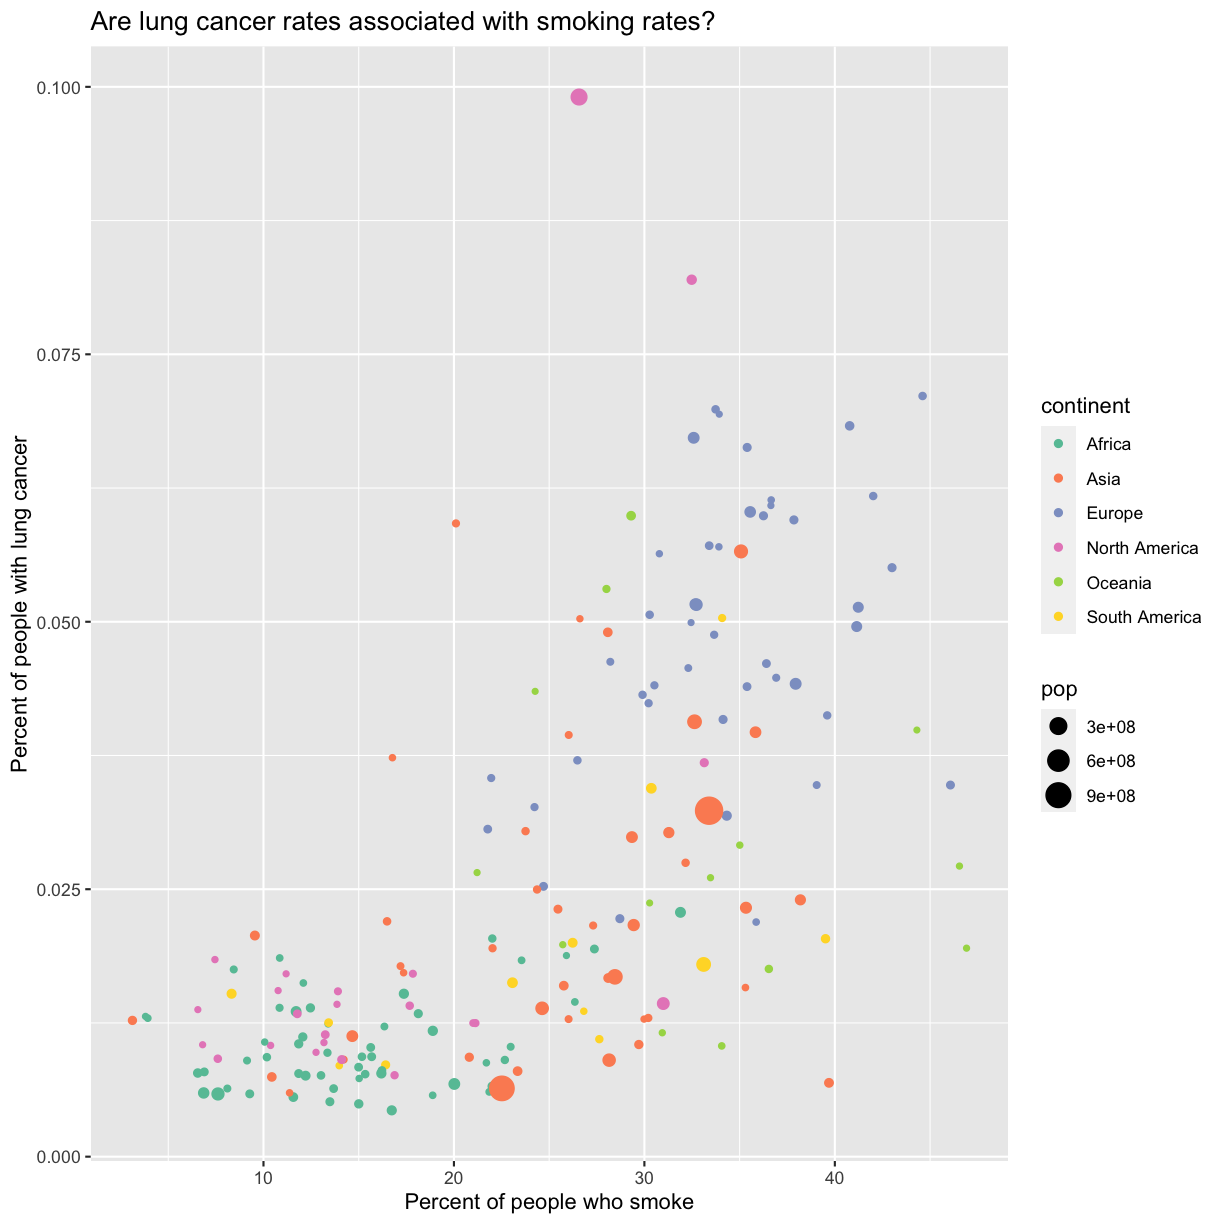 Are lung cancer rates associated with smoking rates?
Percent of people with lung cancer
0.100
0.075
0.050
0.025
0.000
10 20 30 40
Percent of people who smoke
continent
Africa
Asia
Europe
North America
Oceania
South America
pop
3e+08
6e+08
9e+08